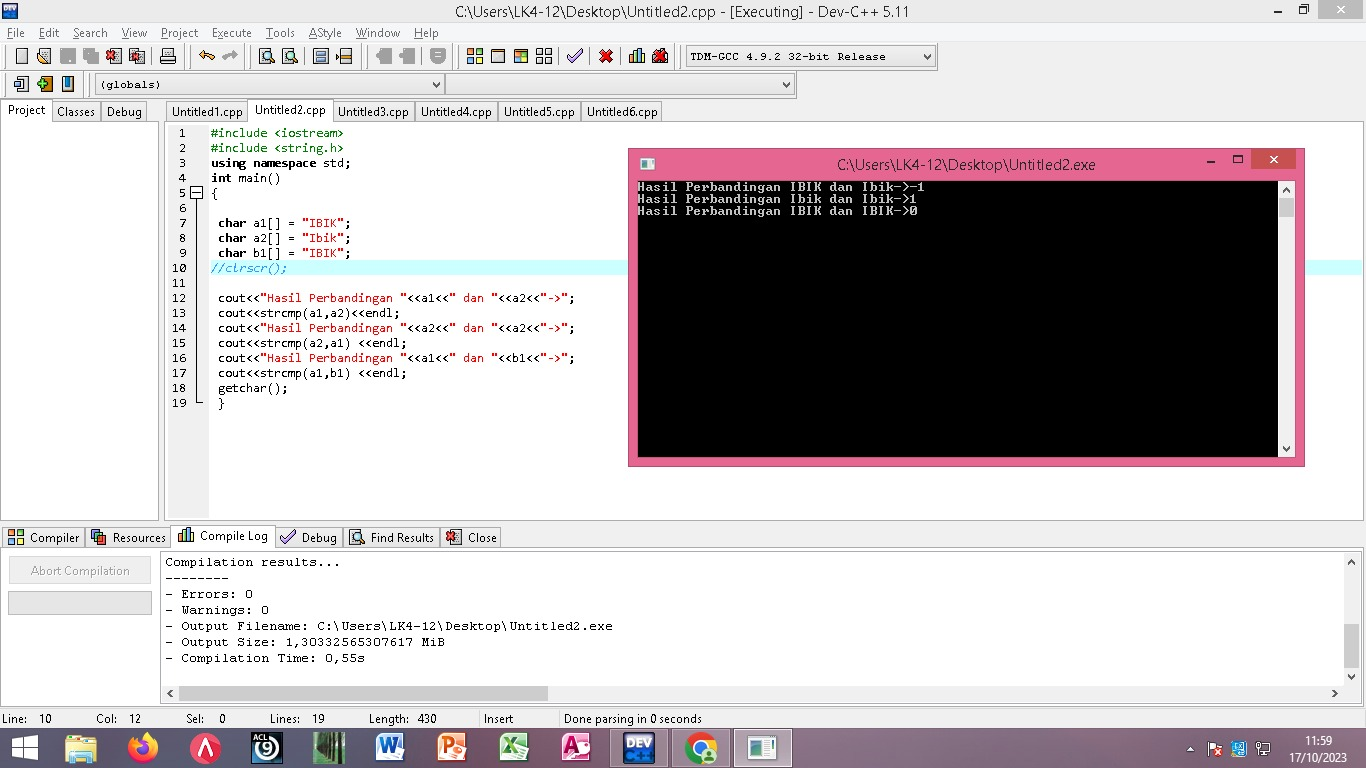 C:\Users\LK4-12\Desktop\Untitled2.cpp - [Executing] - Dev-C++ 5.11
File Edit Search View Project Execute Tools AStyle Window Help
TDM-GCC 4.9.2 32-bit Release
(globals)
Project Classes Debug
Untitled1.cpp Untitled2.cpp Untitled3.cpp Untitled4.cpp Untitled5.cpp Untitled6.cpp
1 #include <iostream>
2 #include <string.h>
3 using namespace std;
4 int main()
5 {
6
7 char a1[] = "IBIK";
8 char a2[] = "Ibik";
9 char b1[] = "IBIK";
10 //clrscr();
11
12 cout<<"Hasil Perbandingan "<<a1<<" dan "<<a2<<"->";
13 cout<<strcmp(a1,a2)<<endl;
14 cout<<"Hasil Perbandingan "<<a2<<" dan "<<a2<<"->";
15 cout<<strcmp(a2,a1) <<endl;
16 cout<<"Hasil Perbandingan "<<a1<<" dan "<<b1<<"->";
17 cout<<strcmp(a1,b1) <<endl;
18 getchar();
19 }
C:\Users\LK4-12\Desktop\Untitled2.exe
Hasil Perbandingan IBIK dan Ibik->-1
Hasil Perbandingan Ibik dan Ibik->1
Hasil Perbandingan IBIK dan IBIK->0
Compiler Resources Compile Log Debug Find Results Close
Abort Compilation
Compilation results...
--------
- Errors: 0
- Warnings: 0
- Output Filename: C:\Users\LK4-12\Desktop\Untitled2.exe
- Output Size: 1,30332565307617 MiB
- Compilation Time: 0,55s
Line: 10 Col: 12 Sel: 0 Lines: 19 Length: 430 Insert Done parsing in 0 seconds
ACL 9
DEV C++
11:59
17/10/2023